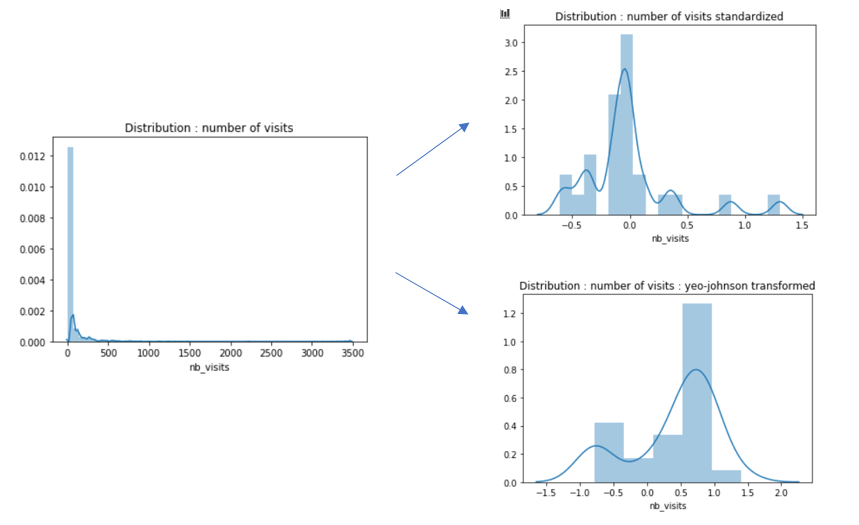 Distribution : number of visits
0.012
0.010
0.008
0.006
0.004
0.002
0.000
0 500 1000 1500 2000 2500 3000 3500
nb_visits
Distribution : number of visits standardized
3.0
2.5
2.0
1.5
1.0
0.5
0.0
−0.5 0.0 0.5 1.0 1.5
nb_visits
Distribution : number of visits : yeo-johnson transformed
1.2
1.0
0.8
0.6
0.4
0.2
0.0
−1.5 −1.0 −0.5 0.0 0.5 1.0 1.5 2.0
nb_visits